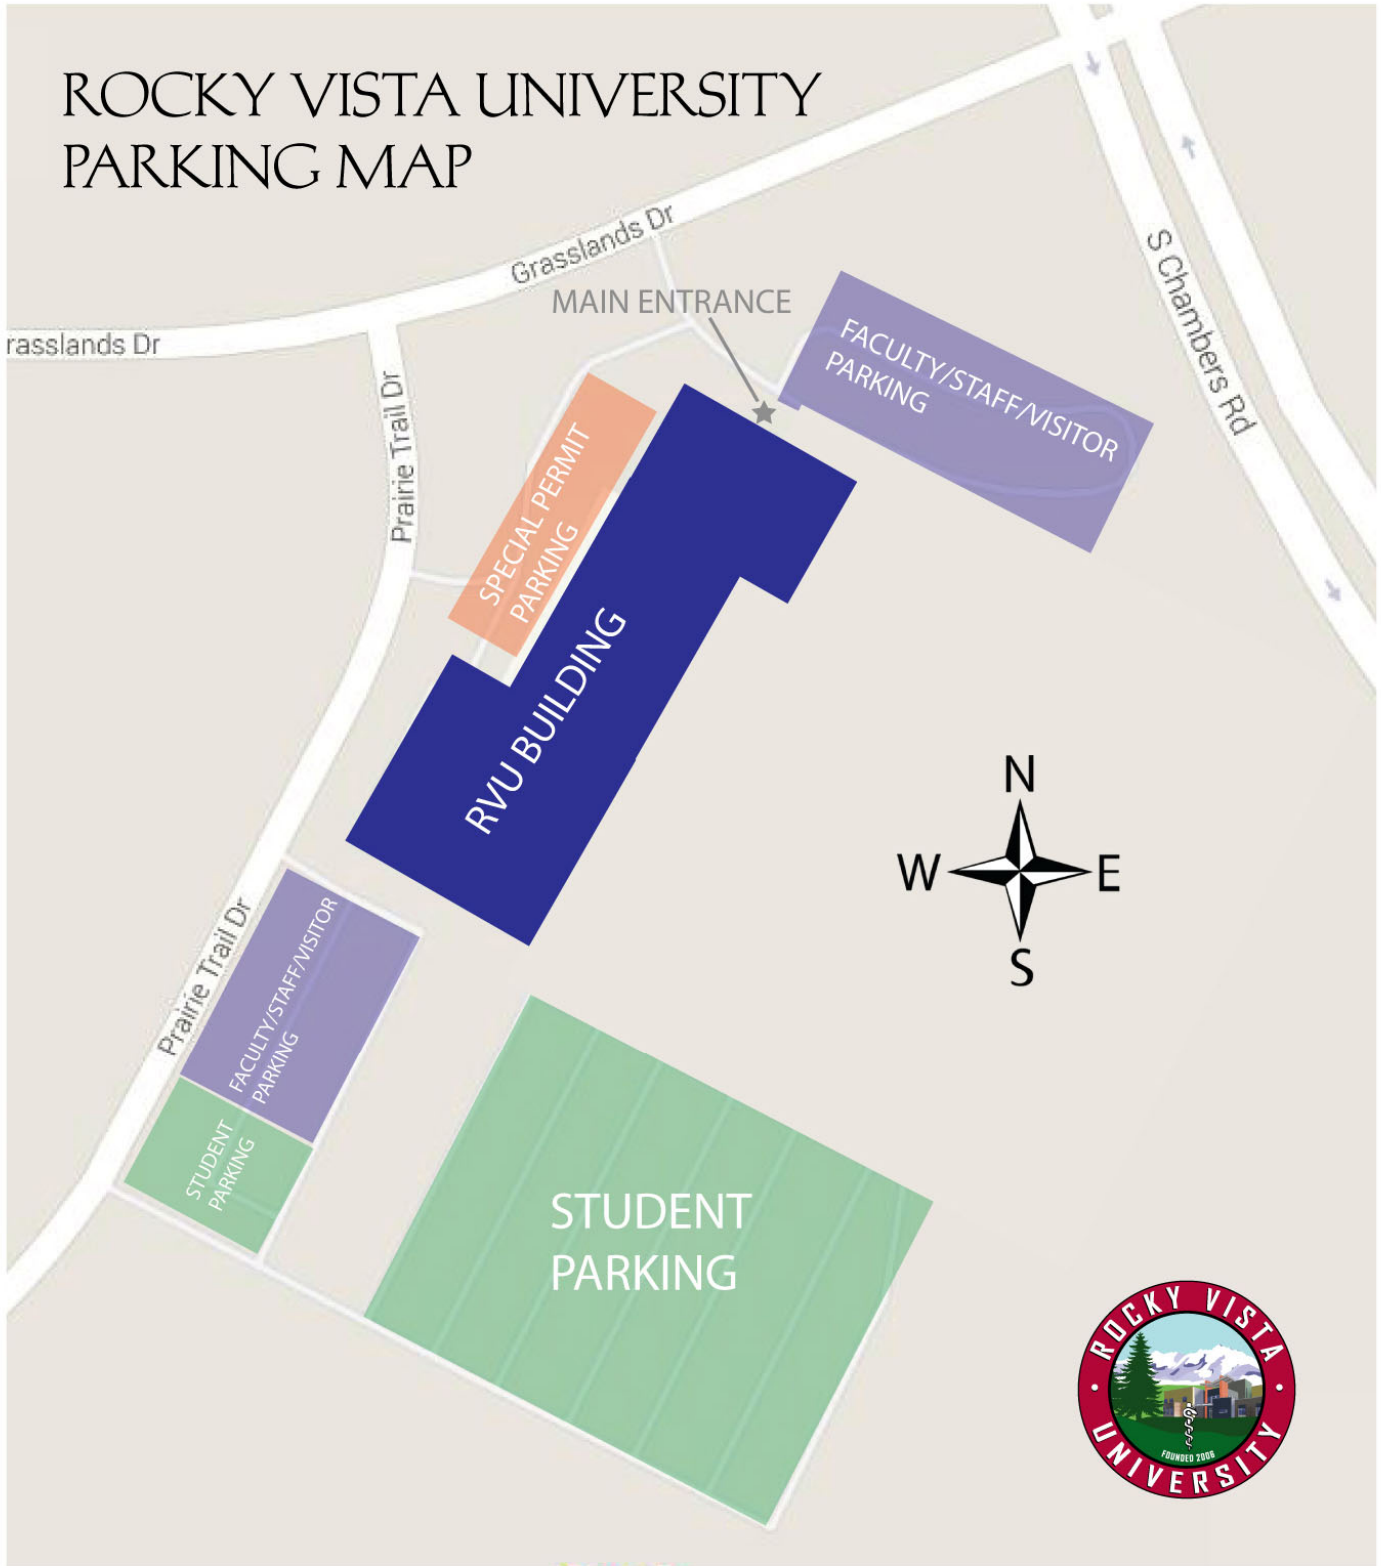 ROCKY VISTA UNIVERSITY
PARKING MAP
Grasslands Dr
MAIN ENTRANCE
rasslands Dr
S Chambers Rd
FACULTY/STAFF/VISITOR
PARKING
Prairie Trail Dr
SPECIAL PERMIT
PARKING
RVU BUILDING
N
W
E
S
Prairie Trail Dr
FACULTY/STAFF/VISITOR
PARKING
STUDENT
PARKING
STUDENT
PARKING
ROCKY VISTA
UNIVERSITY
FOUNDED 2006